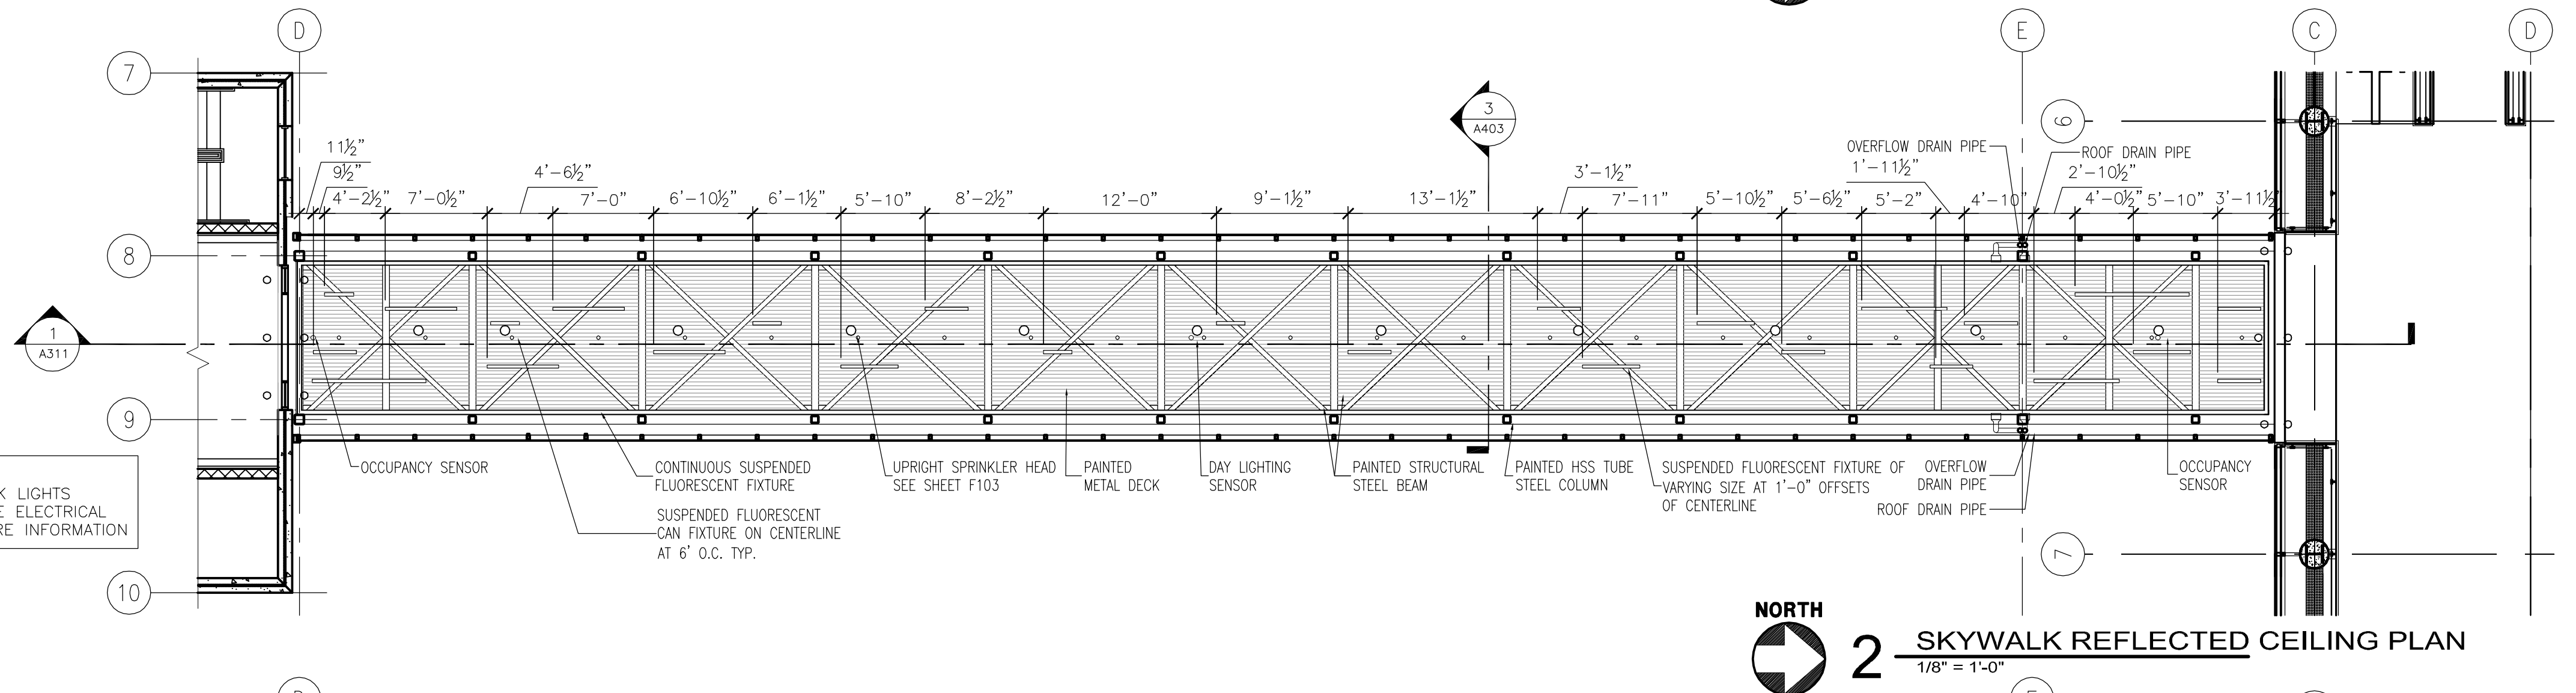 D
E
C
D
7
6
3
A403
OVERFLOW DRAIN PIPE
ROOF DRAIN PIPE
11½"
9½"
4'-6½"
3'-1½"
1'-11½"
2'-10½"
4'-2½"
7'-0½"
7'-0"
6'-10½"
6'-1½"
5'-10"
8'-2½"
12'-0"
9'-1½"
13'-1½"
7'-11"
5'-10½"
5'-6½"
5'-2"
4'-10"
4'-0½"
5'-10"
3'-11½"
8
1
A311
9
OCCUPANCY SENSOR
CONTINUOUS SUSPENDED
FLUORESCENT FIXTURE
SUSPENDED FLUORESCENT
CAN FIXTURE ON CENTERLINE
AT 6' O.C. TYP.
UPRIGHT SPRINKLER HEAD
SEE SHEET F103
PAINTED
METAL DECK
DAY LIGHTING
SENSOR
PAINTED STRUCTURAL
STEEL BEAM
PAINTED HSS TUBE
STEEL COLUMN
SUSPENDED FLUORESCENT FIXTURE OF
VARYING SIZE AT 1'-0" OFFSETS
OF CENTERLINE
OVERFLOW
DRAIN PIPE
ROOF DRAIN PIPE
OCCUPANCY
SENSOR
LIGHTS
ELECTRICAL
INFORMATION
10
7
NORTH
2
SKYWALK REFLECTED CEILING PLAN
1/8" = 1'-0"